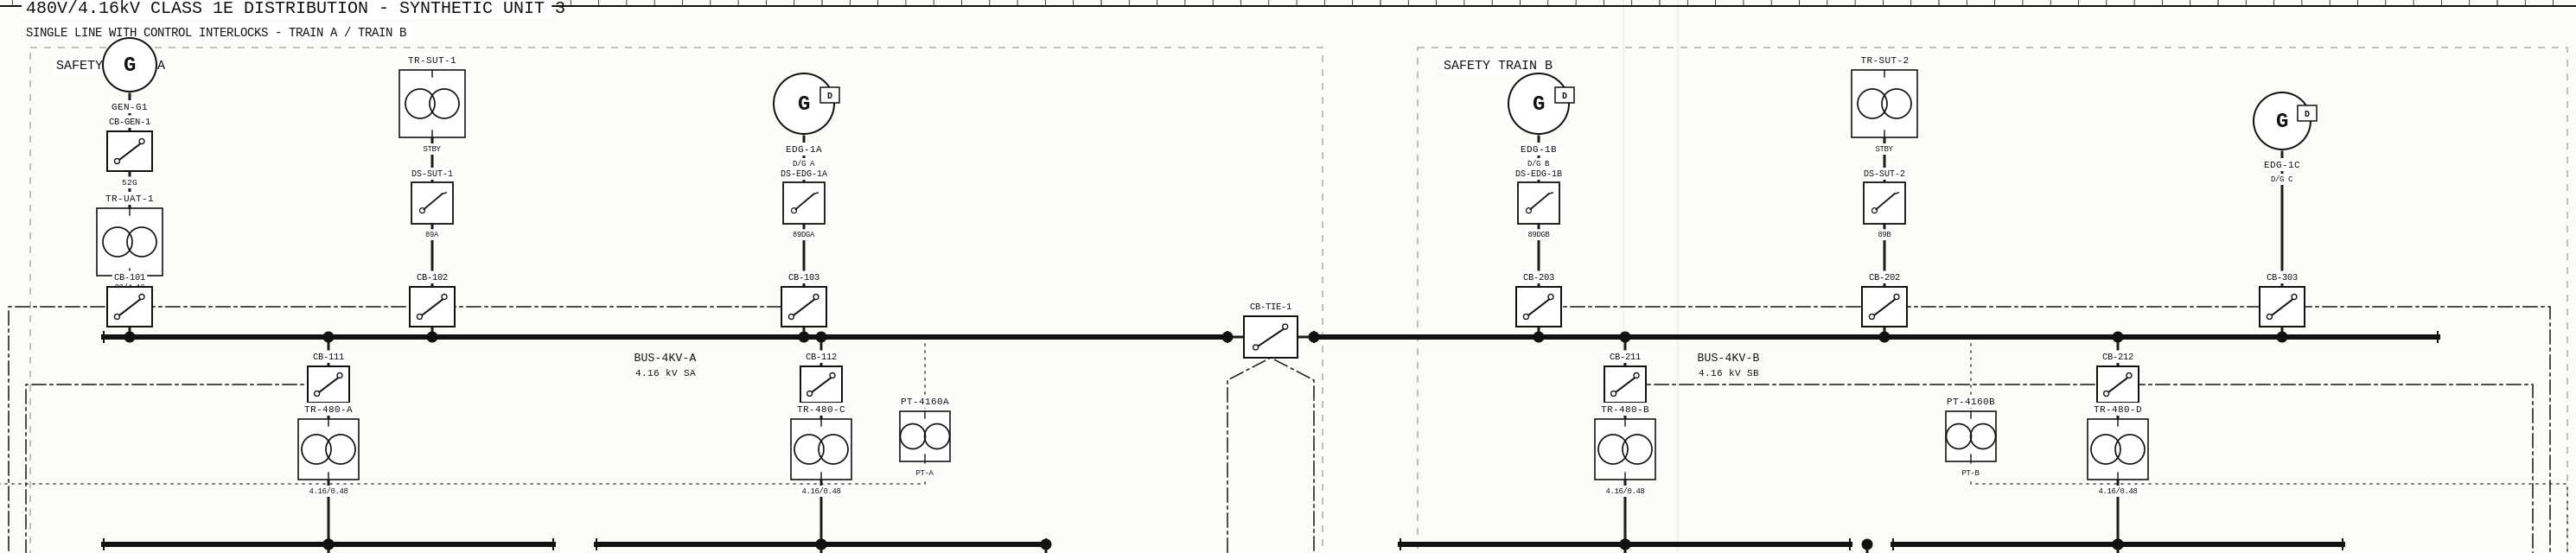 480V/4.16kV CLASS 1E DISTRIBUTION - SYNTHETIC UNIT 3
SINGLE LINE WITH CONTROL INTERLOCKS - TRAIN A / TRAIN B
SAFETY A
SAFETY TRAIN B
G
GEN-G1
CB-GEN-1
52G
TR-UAT-1
CB-101
TR-SUT-1
STBY
DS-SUT-1
89A
CB-102
G
D
EDG-1A
D/G A
DS-EDG-1A
89DGA
CB-103
CB-TIE-1
G
D
EDG-1B
D/G B
DS-EDG-1B
89DGB
CB-203
TR-SUT-2
STBY
DS-SUT-2
89B
CB-202
G
D
EDG-1C
D/G C
CB-303
CB-111
TR-480-A
4.16/0.48
BUS-4KV-A
4.16 kV SA
CB-112
TR-480-C
4.16/0.48
PT-4160A
PT-A
CB-211
TR-480-B
4.16/0.48
BUS-4KV-B
4.16 kV SB
PT-4160B
PT-B
CB-212
TR-480-D
4.16/0.48